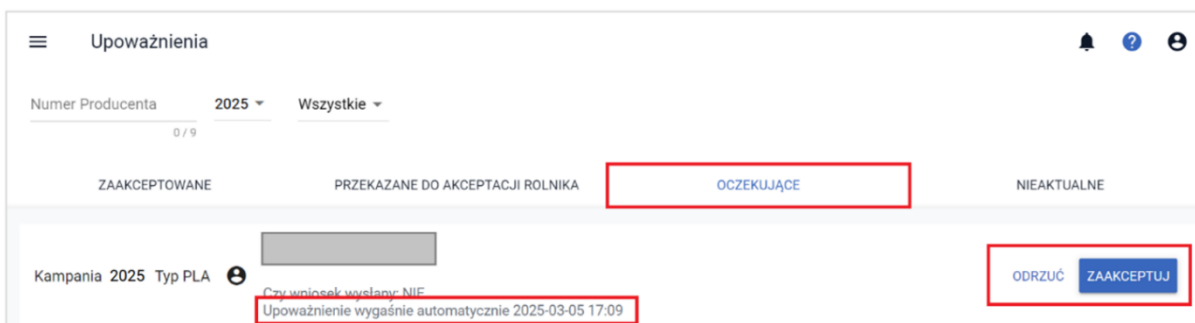 Upoważnienia
Numer Producenta 2025 Wszystkie
0 / 9
ZAAKCEPTOWANE PRZEKAZANE DO AKCEPTACJI ROLNIKA OCZEKUJĄCE NIEAKTUALNE
Kampania 2025 Typ PLA ODRZUĆ ZAAKCEPTUJ
Czy wniosek wysłany: NIE
Upoważnienie wygaśnie automatycznie 2025-03-05 17:09